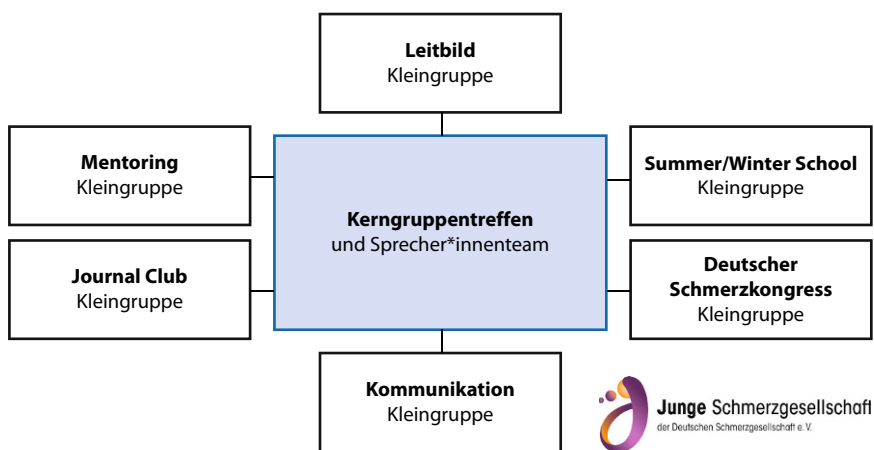 Leitbild
Kleingruppe
Mentoring
Kleingruppe
Summer/Winter School
Kleingruppe
Kerngruppentreffen
und Sprecher*innenteam
Journal Club
Kleingruppe
Deutscher
Schmerzkongress
Kleingruppe
Kommunikation
Kleingruppe
Junge Schmerzgesellschaft
der Deutschen Schmerzgesellschaft e. V.